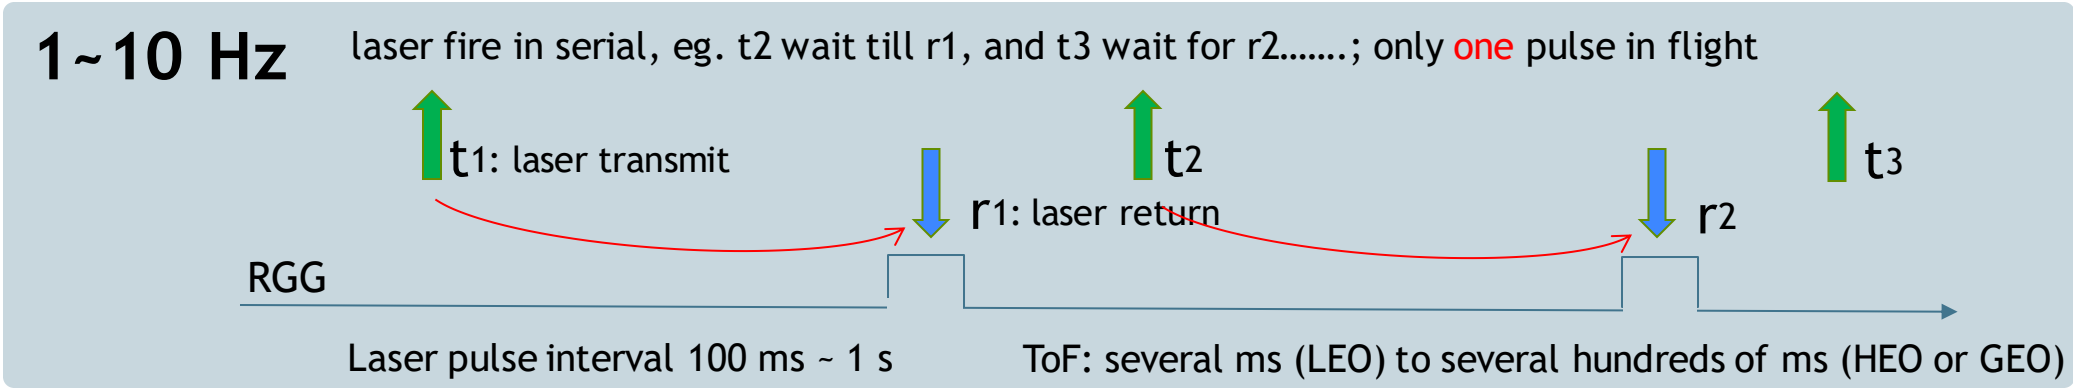 1~10 Hz
laser fire in serial, eg. t2 wait till r1, and t3 wait for r2.......; only one pulse in flight
t1: laser transmit
t2
t3
r1: laser return
r2
RGG
Laser pulse interval 100 ms ~ 1 s
ToF: several ms (LEO) to several hundreds of ms (HEO or GEO)